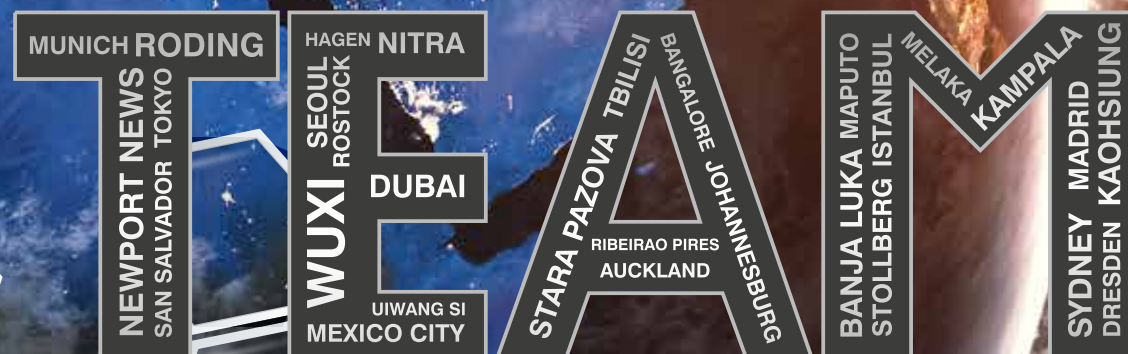 MUNICH RODING
NEWPORT NEWS
SAN SALVADOR TOKYO
HAGEN NITRA
SEOUL
ROSTOCK
WUXI
DUBAI
UIWANG SI
MEXICO CITY
STARA PAZOVA TBILISI
BANGALORE JOHANNESBURG
RIBEIRAO PIRES
AUCKLAND
BANJA LUKA MAPUTO
STOLLBERG ISTANBUL
MELAKA
KAMPALA
SYDNEY MADRID
DRESDEN KAOHSIUNG